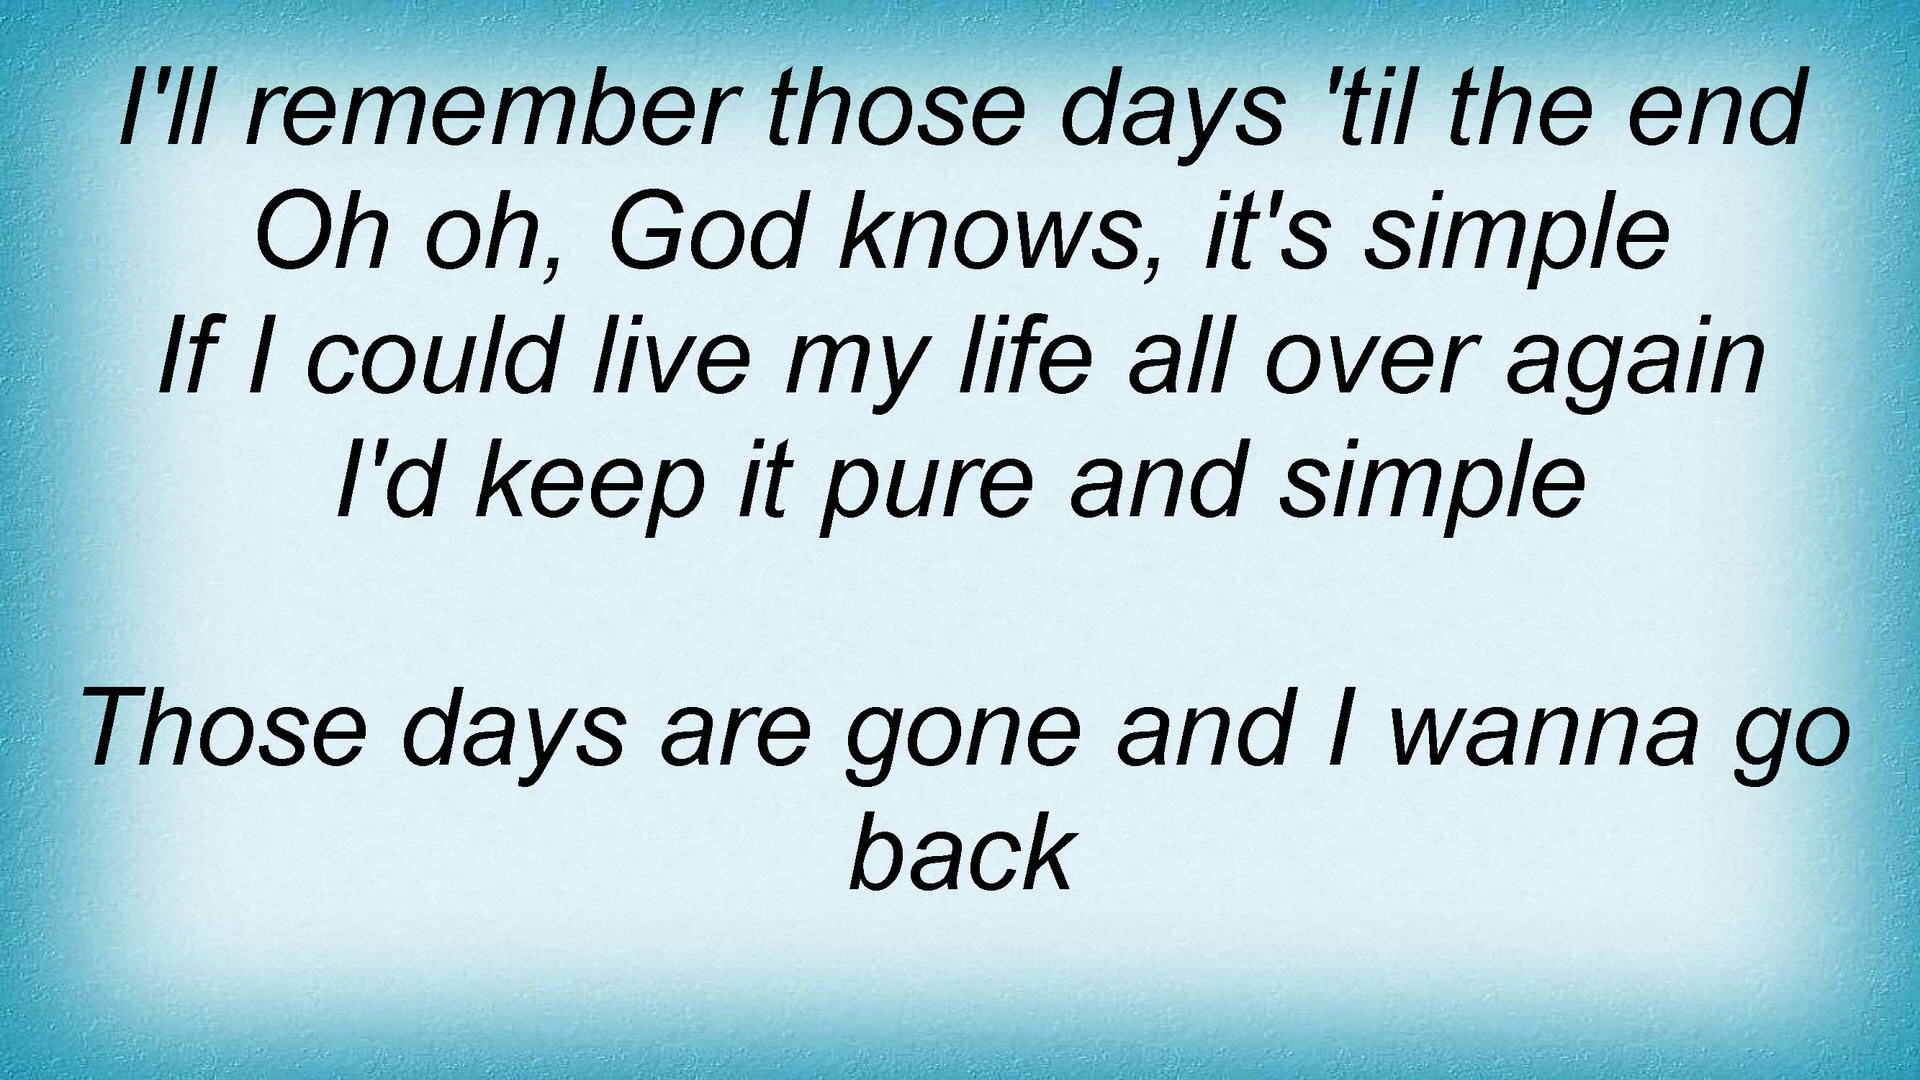 I'll remember those days 'til the end
Oh oh, God knows, it's simple
If I could live my life all over again
I'd keep it pure and simple
Those days are gone and I wanna go
back